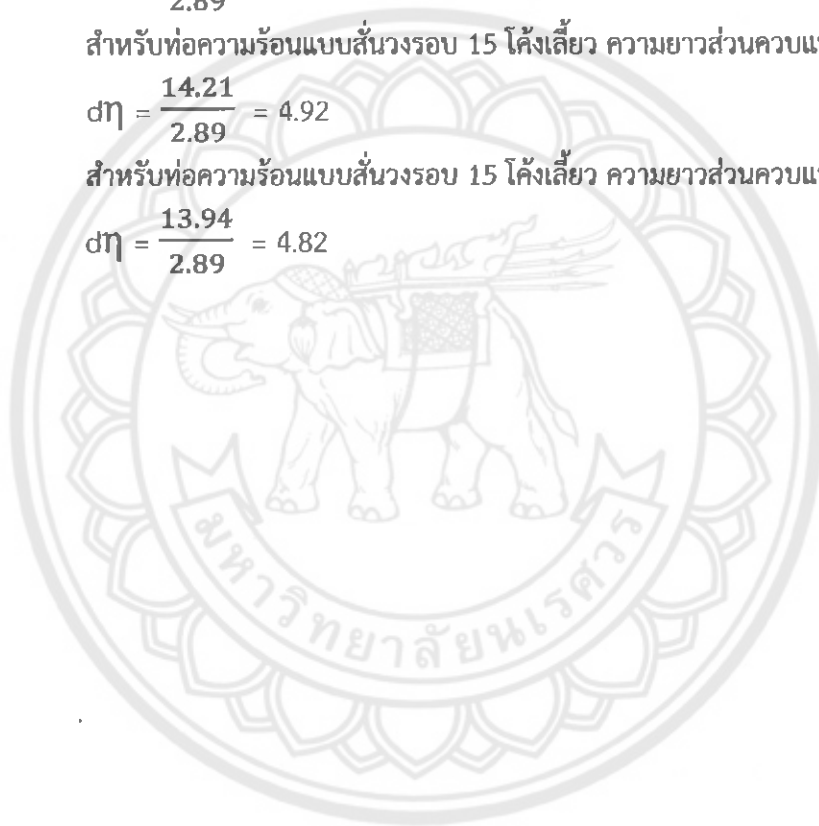 2.89
สำหรับท่อความร้อนแบบสั่นวงรอบ 15 โค้งเลี้ยว ความยาวส่วนควบแ
dη = 14.21 / 2.89 = 4.92
สำหรับท่อความร้อนแบบสั่นวงรอบ 15 โค้งเลี้ยว ความยาวส่วนควบแ
dη = 13.94 / 2.89 = 4.82
มหาวิทยาลัยนเรศวร